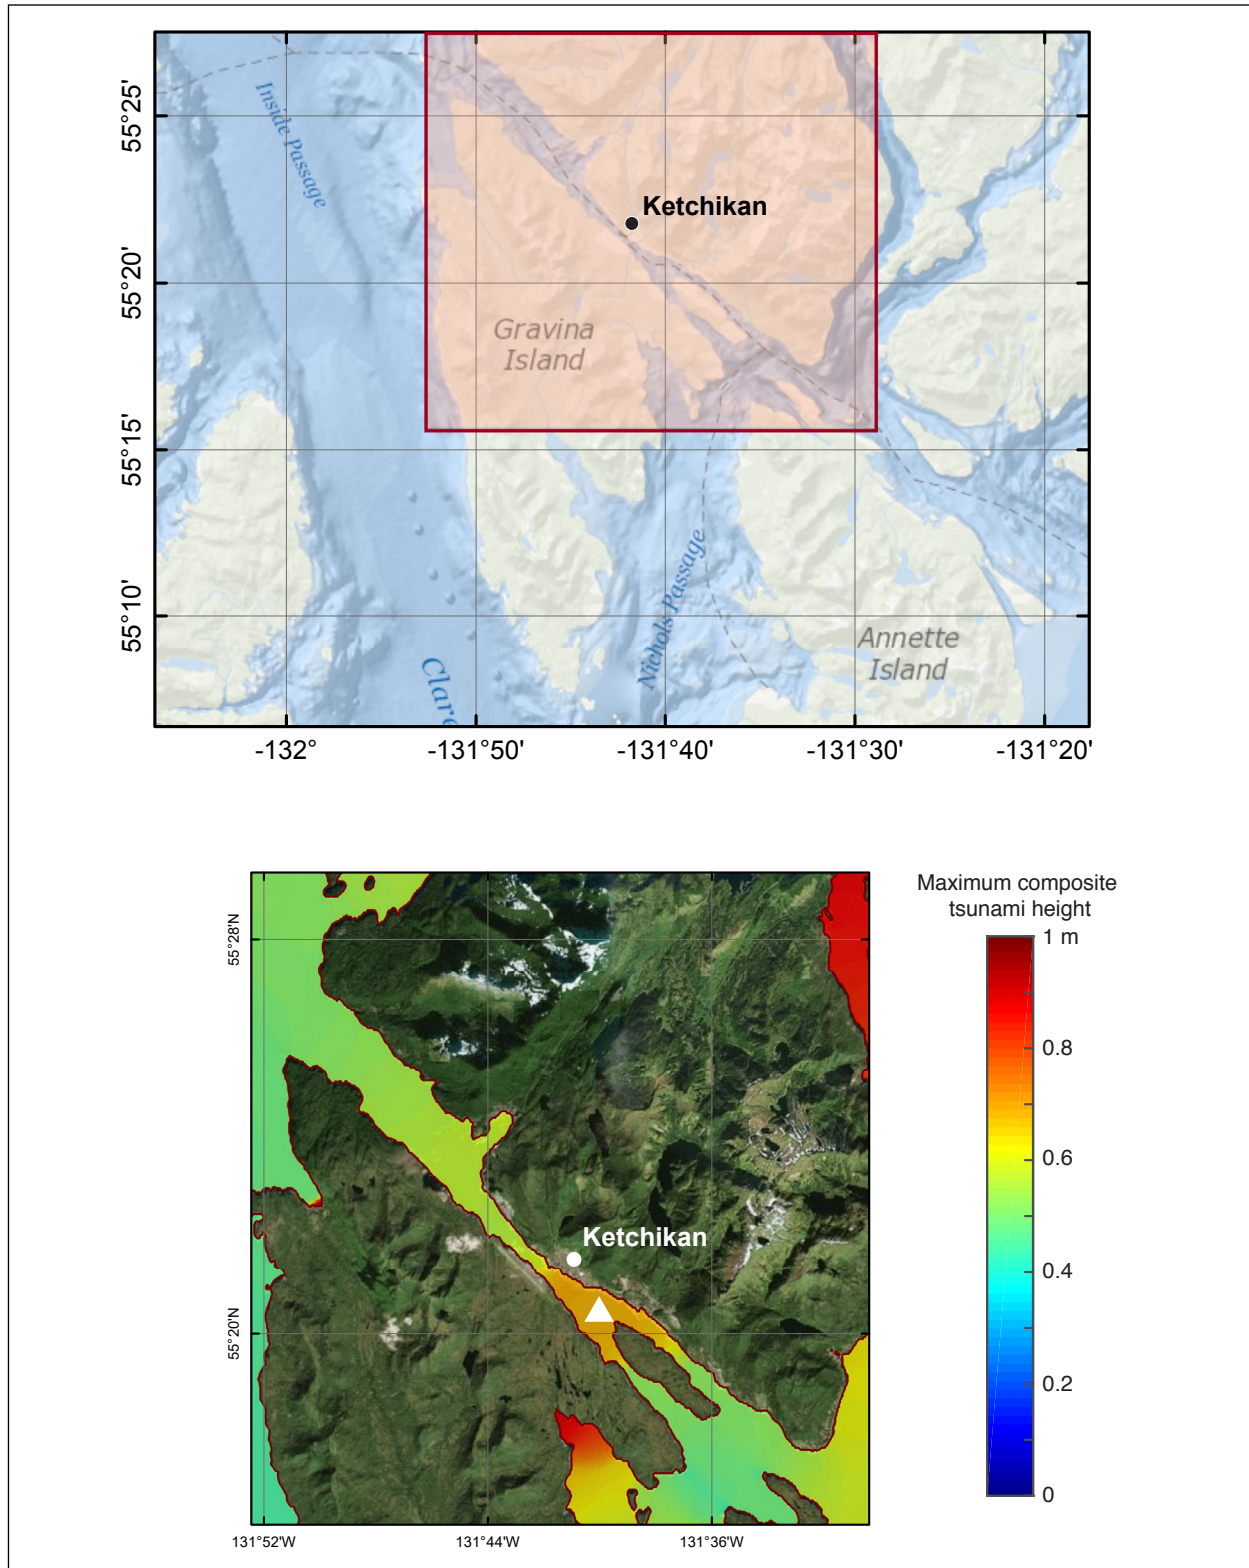 55°25'
55°20'
55°15'
55°10'
Inside Passage
Ketchikan
Gravina
Island
Nichols Passage
Annette
Island
Clare
-132°
-131°50'
-131°40'
-131°30'
-131°20'
Maximum composite
tsunami height
1 m
0.8
0.6
0.4
0.2
0
55°28'N
55°20'N
Ketchikan
131°52'W
131°44'W
131°36'W